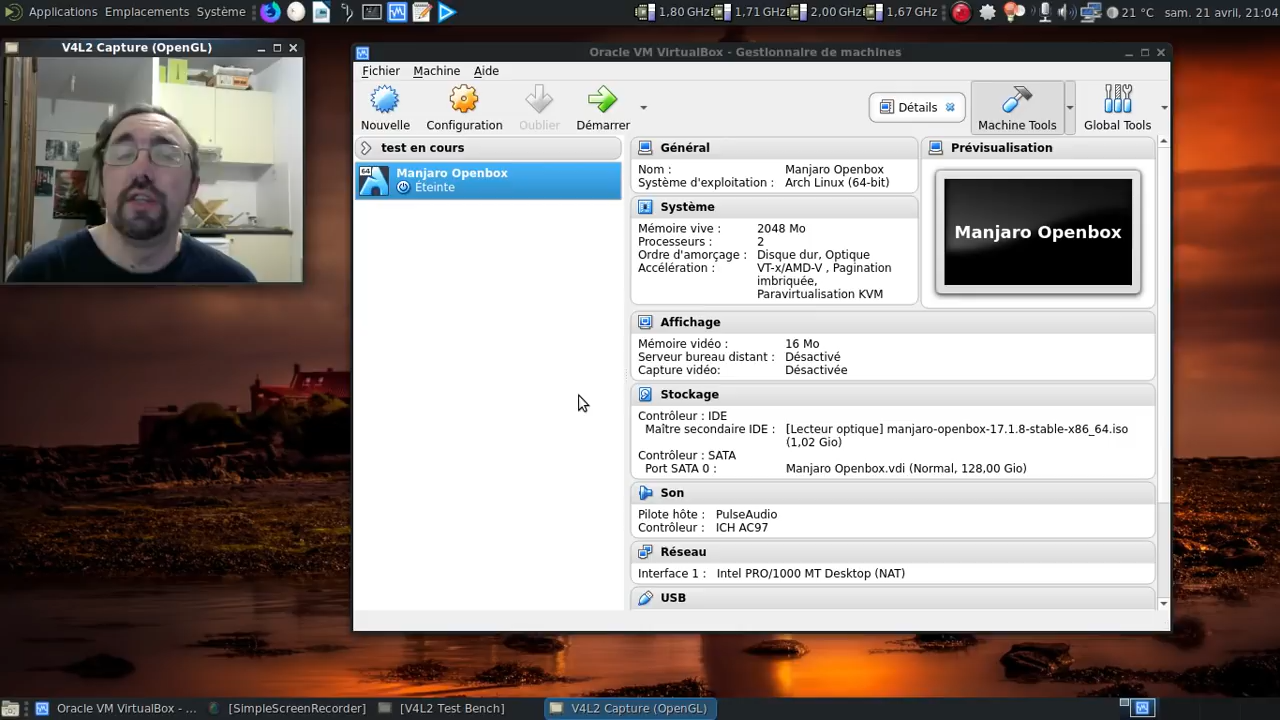 Applications Emplacements Système
1,80 GHz 1,71 GHz 2,00 GHz 1,67 GHz 21 °C sam. 21 avril, 21:04
V4L2 Capture (OpenGL)
Oracle VM VirtualBox - Gestionnaire de machines
Fichier Machine Aide
Nouvelle Configuration Oublier Démarrer
Détails Machine Tools Global Tools
test en cours
64 Manjaro Openbox
Éteinte
Général
Nom : Manjaro Openbox
Système d'exploitation : Arch Linux (64-bit)
Prévisualisation
Manjaro Openbox
Système
Mémoire vive : 2048 Mo
Processeurs : 2
Ordre d'amorçage : Disque dur, Optique
Accélération : VT-x/AMD-V , Pagination
imbriquée,
Paravirtualisation KVM
Affichage
Mémoire vidéo : 16 Mo
Serveur bureau distant : Désactivé
Capture vidéo: Désactivée
Stockage
Contrôleur : IDE
Maître secondaire IDE : [Lecteur optique] manjaro-openbox-17.1.8-stable-x86_64.iso
(1,02 Gio)
Contrôleur : SATA
Port SATA 0 : Manjaro Openbox.vdi (Normal, 128,00 Gio)
Son
Pilote hôte : PulseAudio
Contrôleur : ICH AC97
Réseau
Interface 1 : Intel PRO/1000 MT Desktop (NAT)
USB
Oracle VM VirtualBox - ... [SimpleScreenRecorder] [V4L2 Test Bench] V4L2 Capture (OpenGL)